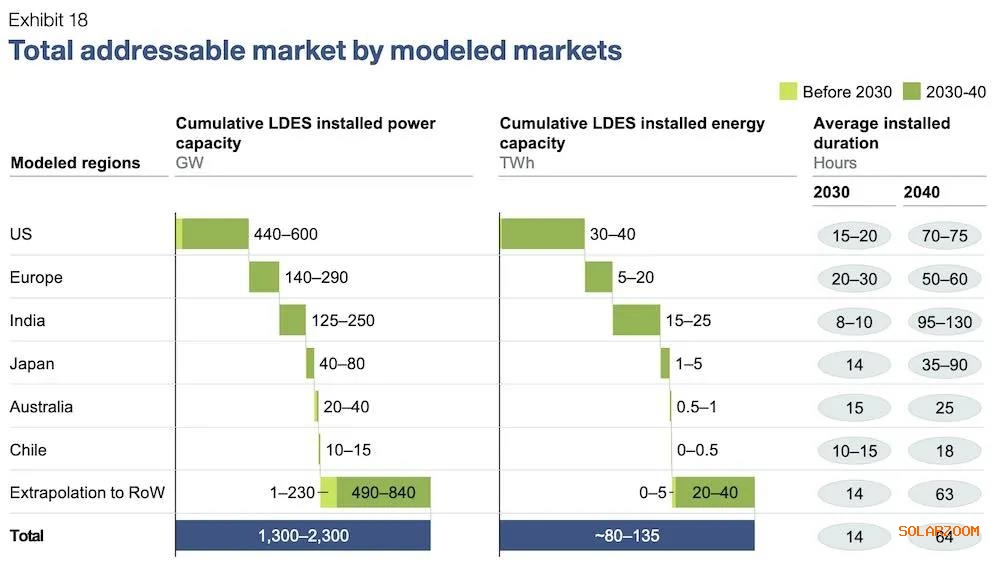 Exhibit 18
Total addressable market by modeled markets
Before 2030 2030-40
Modeled regions
Cumulative LDES installed power
capacity
GW
Cumulative LDES installed energy
capacity
TWh
Average installed
duration
Hours
2030 2040
US 440–600 30–40 15–20 70–75
Europe 140–290 5–20 20–30 50–60
India 125–250 15–25 8–10 95–130
Japan 40–80 1–5 14 35–90
Australia 20–40 0.5–1 15 25
Chile 10–15 0–0.5 10–15 18
Extrapolation to RoW 1–230 490–840 0–5 20–40 14 63
Total 1,300–2,300 ~80–135 14 64
SOLARZOOM